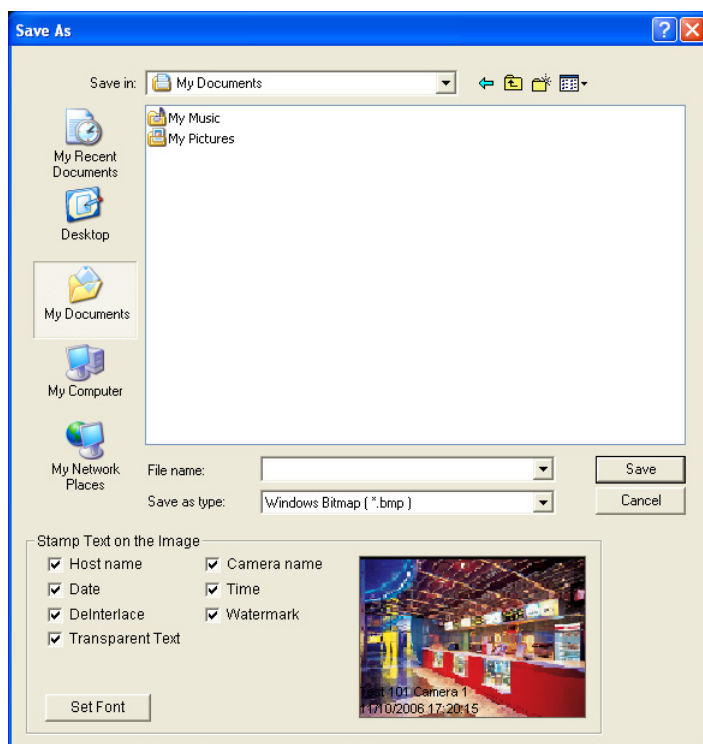 Save As
Save in:
My Documents
My Music
My Pictures
My Recent
Documents
Desktop
My Documents
My Computer
My Network
Places
File name:
Save
Save as type:
Windows Bitmap ( *.bmp )
Cancel
Stamp Text on the Image
Host name
Camera name
Date
Time
DeInterlace
Watermark
Transparent Text
Set Font
Test 101 Camera 1
11/10/2006 17:20:15